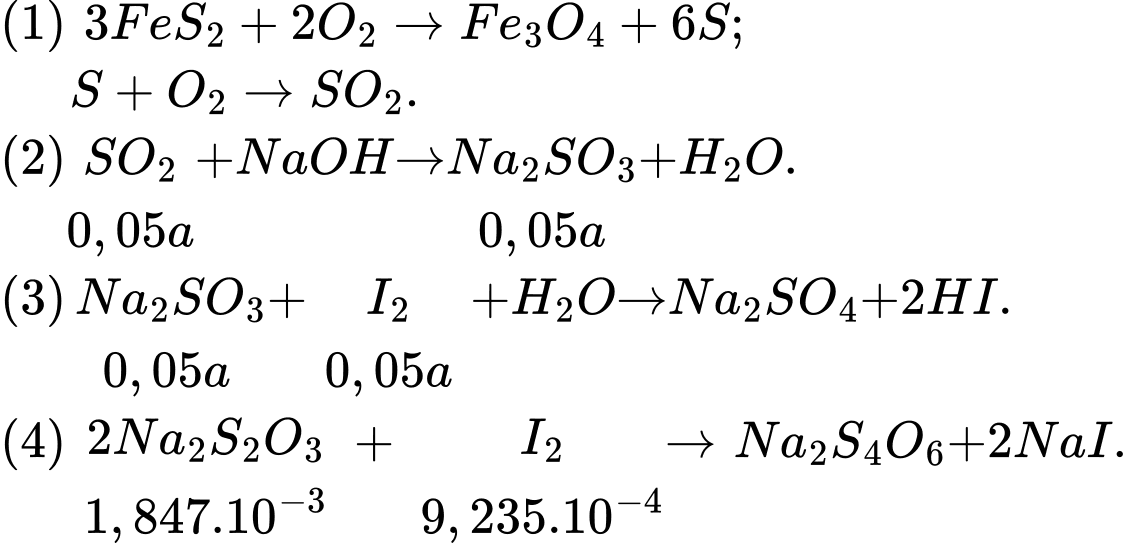 (1) 3FeS₂ + 2O₂ → Fe₃O₄ + 6S;
S + O₂ → SO₂.
(2) SO₂ +NaOH→Na₂SO₃+H₂O.
0,05a 0,05a
(3) Na₂SO₃+ I₂ +H₂O→Na₂SO₄+2HI.
0,05a 0,05a
(4) 2Na₂S₂O₃ + I₂ → Na₂S₄O₆+2NaI.
1,847.10⁻³ 9,235.10⁻⁴